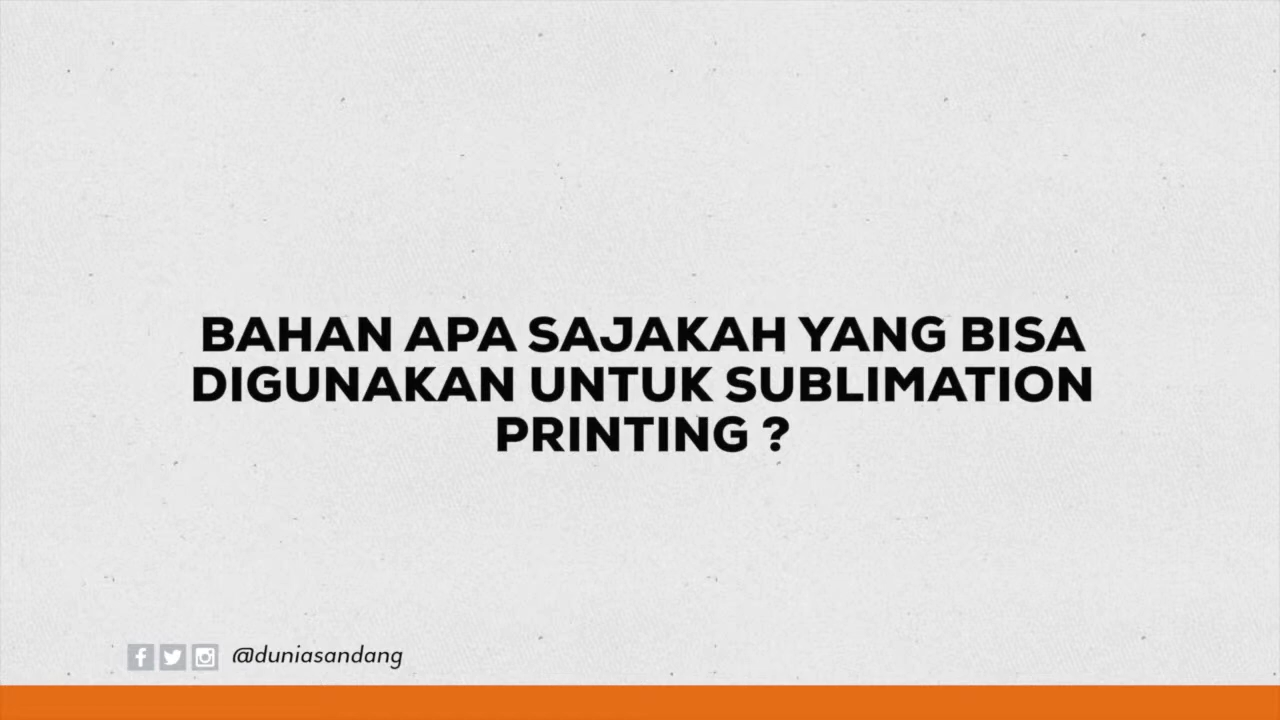 BAHAN APA SAJAKAH YANG BISA
DIGUNAKAN UNTUK SUBLIMATION
PRINTING ?
@duniasandang